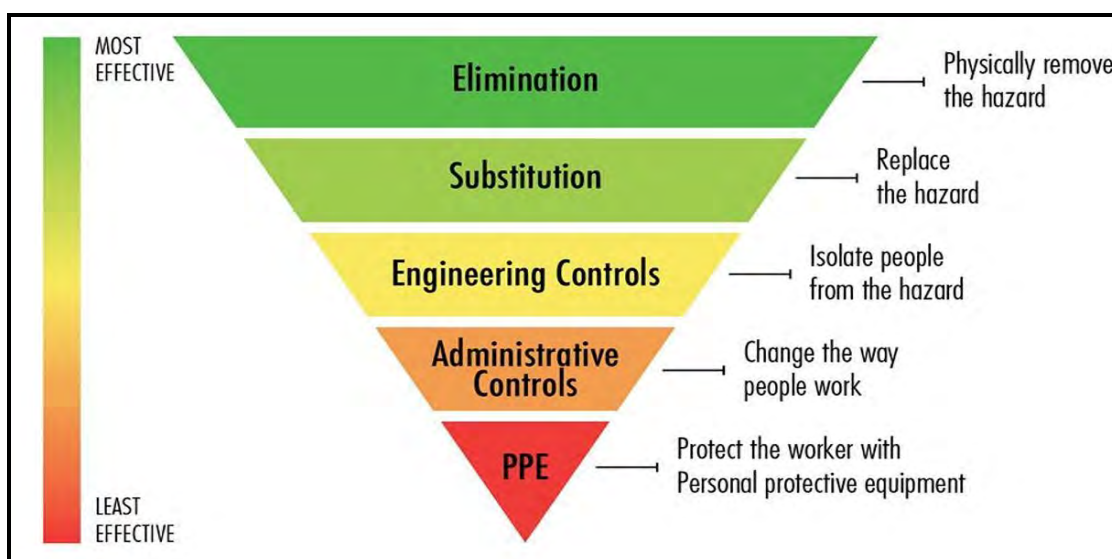 MOST
EFFECTIVE
Elimination
Physically remove
the hazard
Substitution
Replace
the hazard
Engineering Controls
Isolate people
from the hazard
Administrative
Controls
Change the way
people work
PPE
Protect the worker with
Personal protective equipment
LEAST
EFFECTIVE